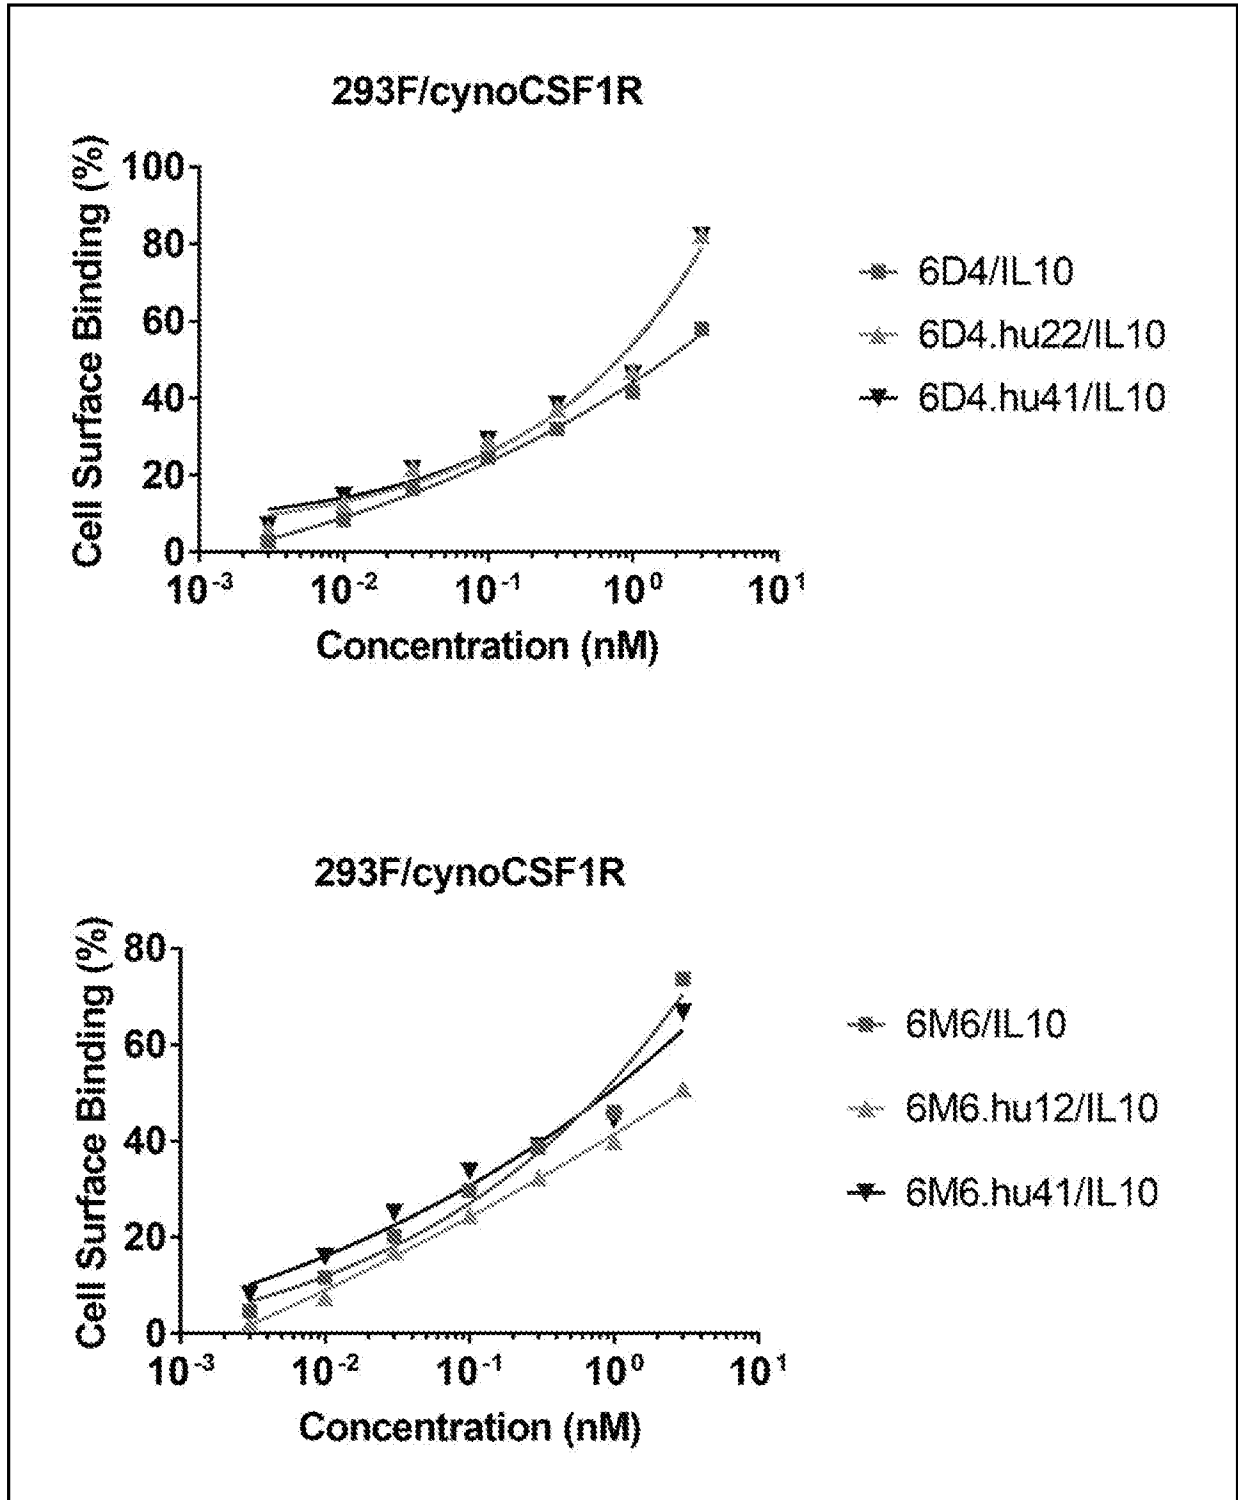 293F/cynoCSF1R
Cell Surface Binding (%)
100
80
60
40
20
0
10-3
10-2
10-1
100
101
Concentration (nM)
6D4/IL10
6D4.hu22/IL10
6D4.hu41/IL10
293F/cynoCSF1R
Cell Surface Binding (%)
80
60
40
20
0
10-3
10-2
10-1
100
101
Concentration (nM)
6M6/IL10
6M6.hu12/IL10
6M6.hu41/IL10